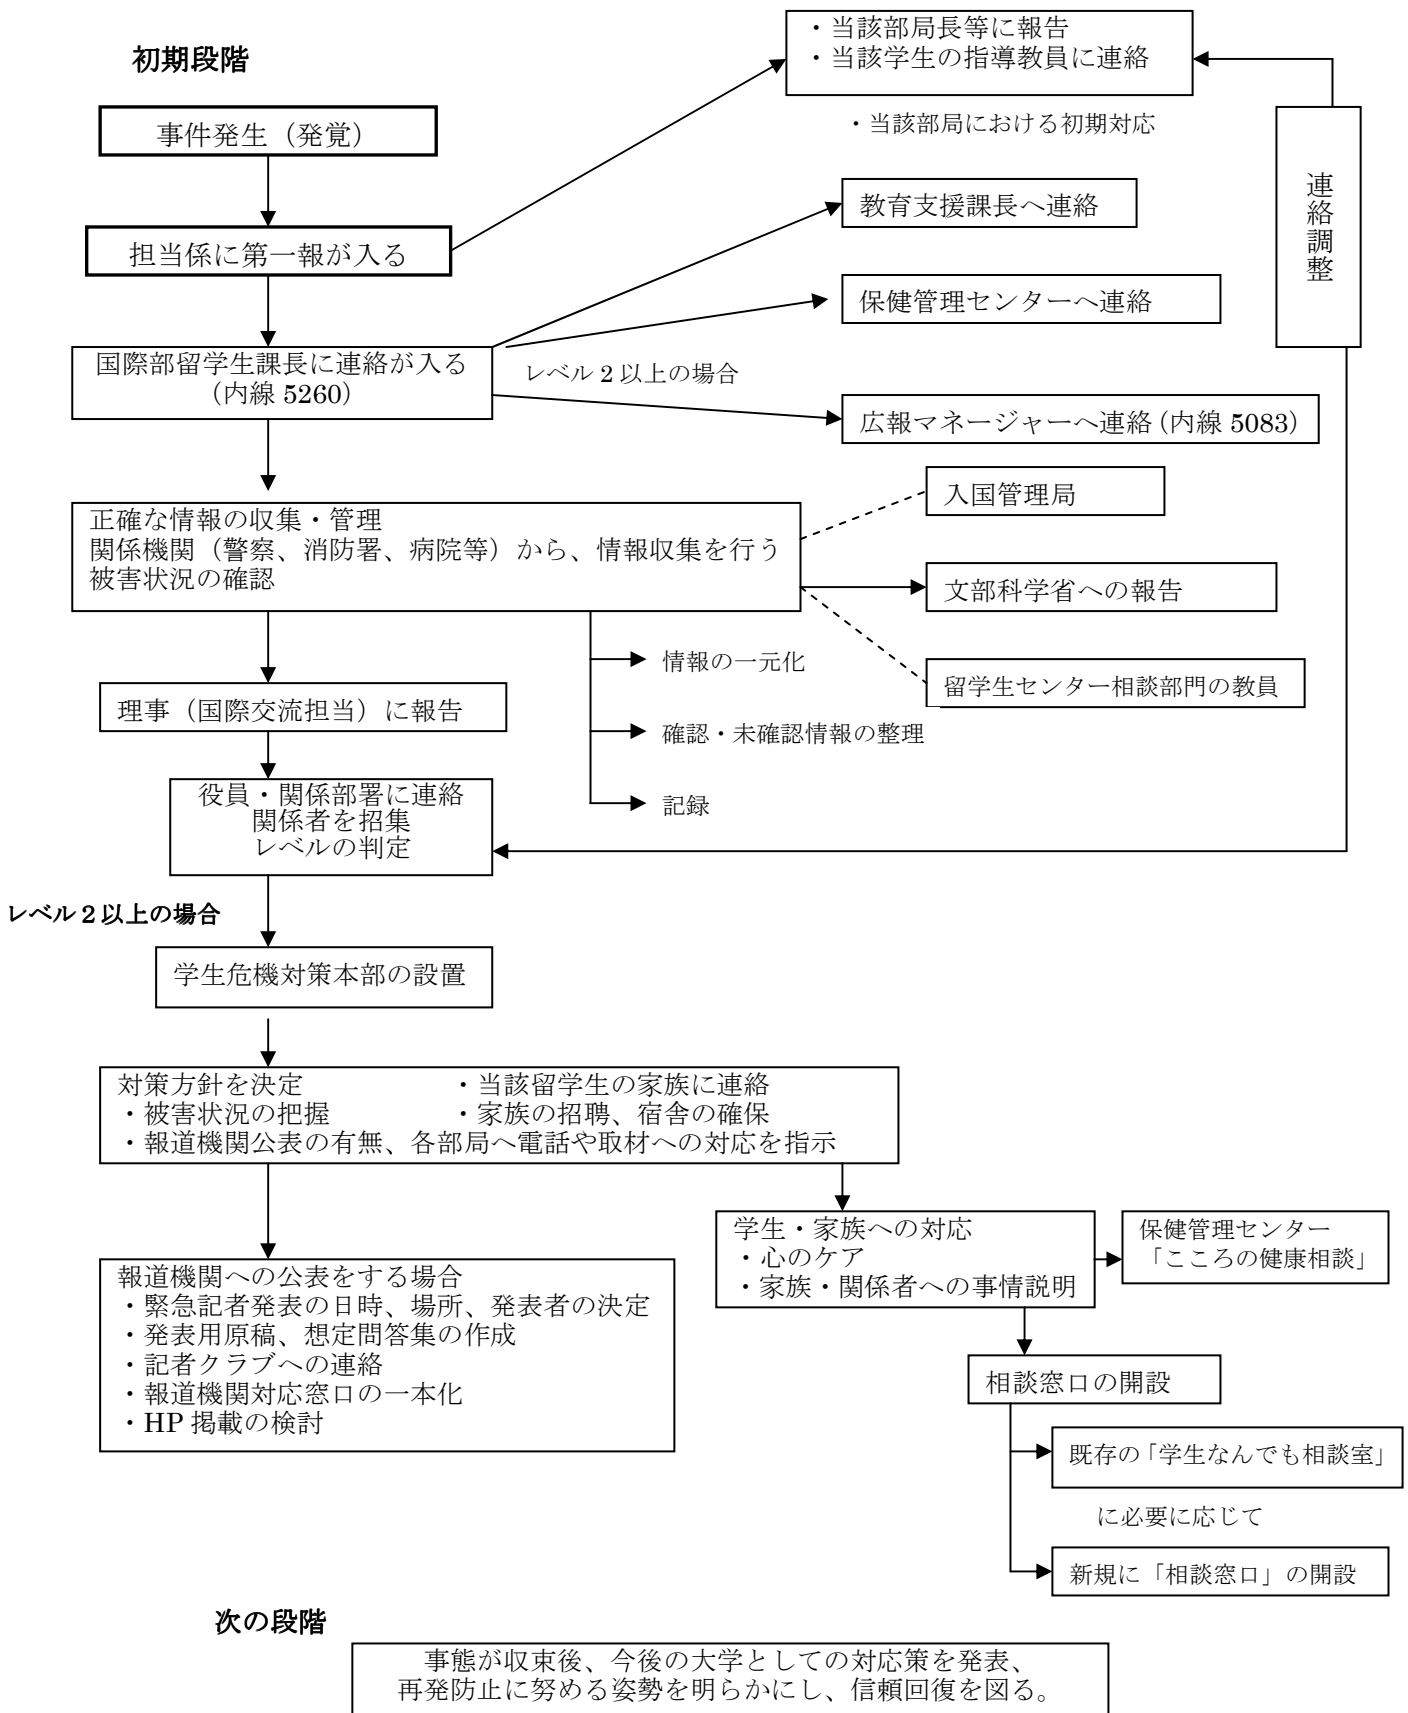 初期段階
・当該部局長等に報告
・当該学生の指導教員に連絡
・当該部局における初期対応
連絡調整
事件発生（発覚）
担当係に第一報が入る
教育支援課長へ連絡
保健管理センターへ連絡
国際部留学生課長に連絡が入る
（内線 5260）
レベル 2 以上の場合
広報マネージャーへ連絡（内線 5083）
正確な情報の収集・管理
関係機関（警察、消防署、病院等）から、情報収集を行う
被害状況の確認
入国管理局
文部科学省への報告
留学生センター相談部門の教員
情報の一元化
確認・未確認情報の整理
記録
理事（国際交流担当）に報告
役員・関係部署に連絡
関係者を招集
レベルの判定
レベル２以上の場合
学生危機対策本部の設置
対策方針を決定　　　　　　・当該留学生の家族に連絡
・被害状況の把握　　　　　・家族の招聘、宿舎の確保
・報道機関公表の有無、各部局へ電話や取材への対応を指示
学生・家族への対応
・心のケア
・家族・関係者への事情説明
保健管理センター
「こころの健康相談」
報道機関への公表をする場合
・緊急記者発表の日時、場所、発表者の決定
・発表用原稿、想定問答集の作成
・記者クラブへの連絡
・報道機関対応窓口の一本化
・HP 掲載の検討
相談窓口の開設
既存の「学生なんでも相談室」
に必要に応じて
新規に「相談窓口」の開設
次の段階
事態が収束後、今後の大学としての対応策を発表、
再発防止に努める姿勢を明らかにし、信頼回復を図る。